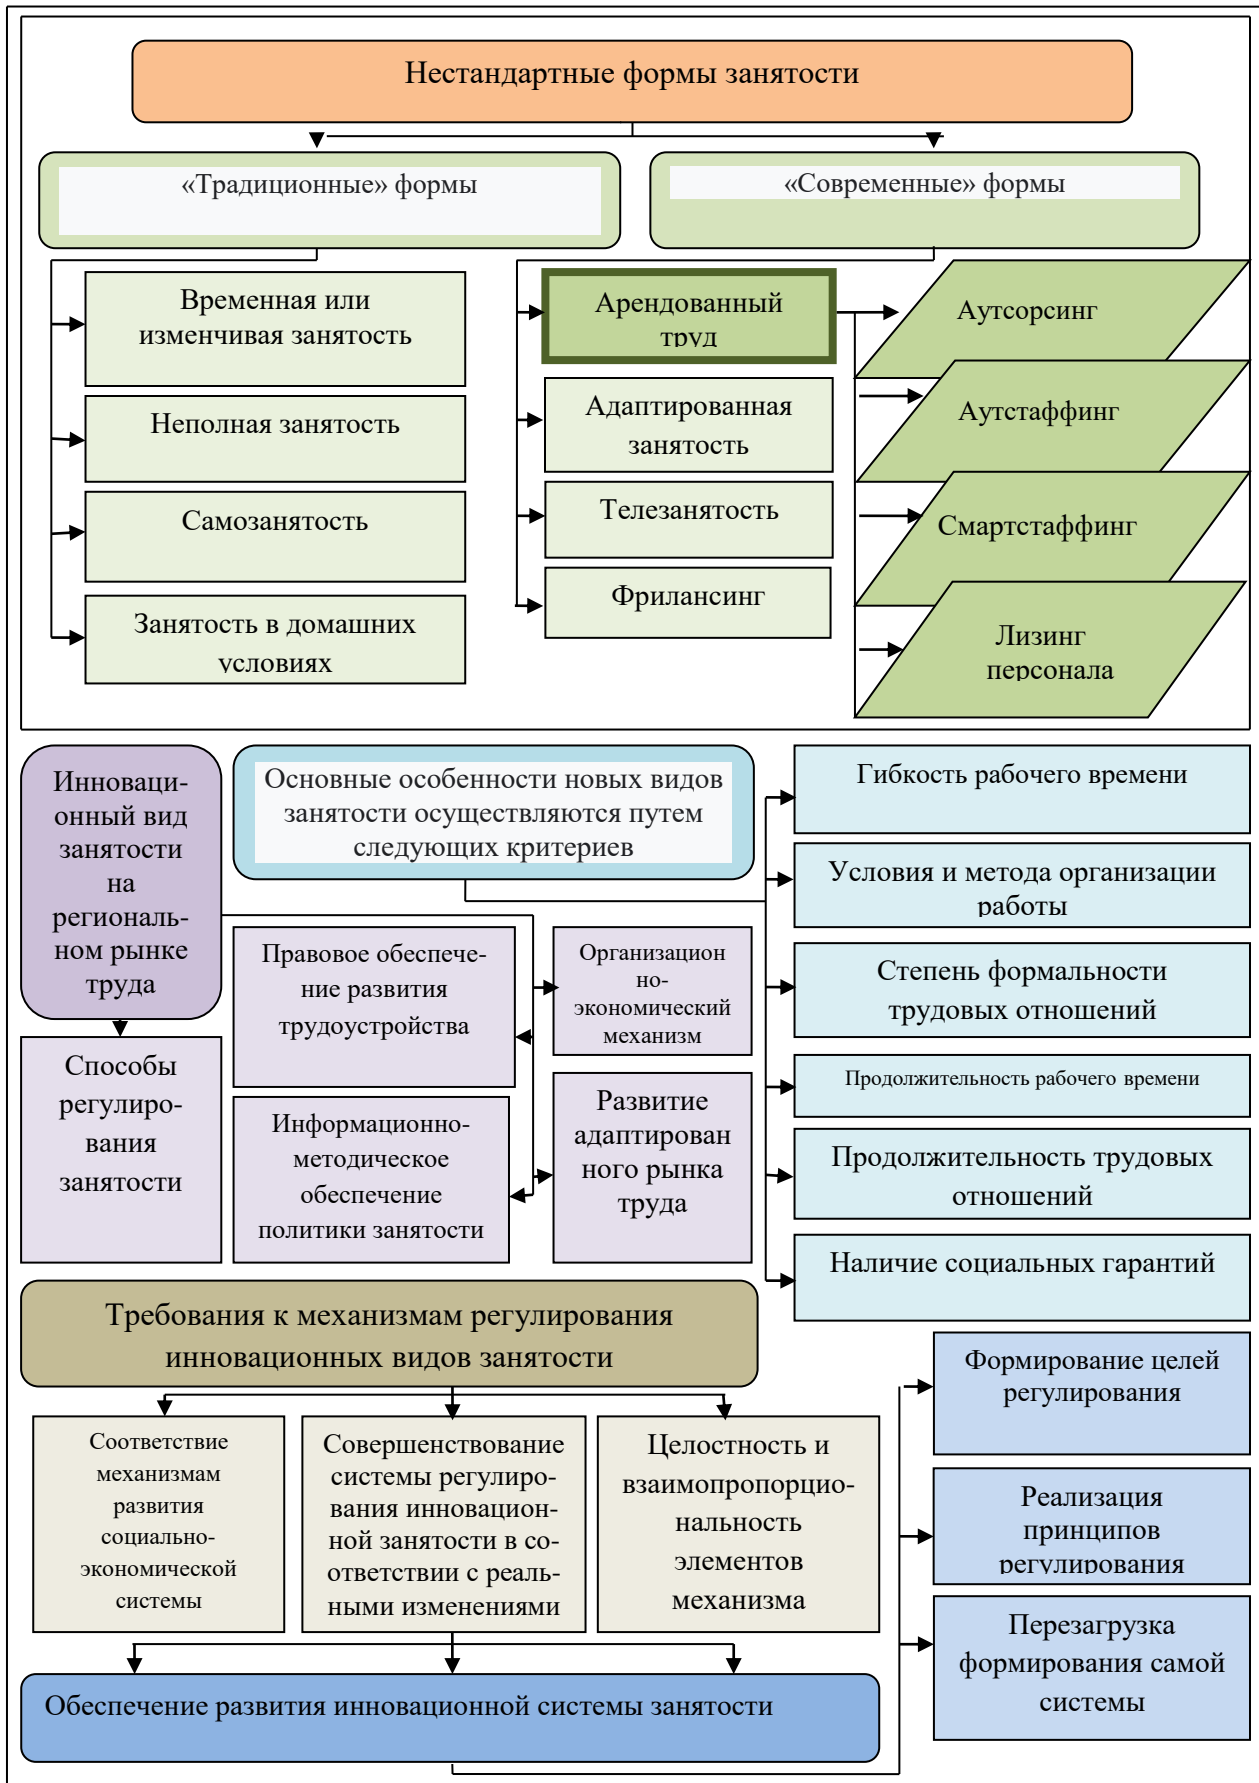 Нестандартные формы занятости
«Традиционные» формы
«Современные» формы
Временная или
изменчивая занятость
Неполная занятость
Самозанятость
Занятость в домашних
условиях
Арендованный
труд
Адаптированная
занятость
Телезанятость
Фрилансинг
Аутсорсинг
Аутстаффинг
Смартстаффинг
Лизинг
персонала
Инноваци-
онный вид
занятости
на
региональ-
ном рынке
труда
Способы
регулиро-
вания
занятости
Основные особенности новых видов
занятости осуществляются путем
следующих критериев
Правовое обеспече-
ние развития
трудоустройства
Информационно-
методическое
обеспечение
политики занятости
Организацион
но-
экономический
механизм
Развитие
адаптирован
ного рынка
труда
Гибкость рабочего времени
Условия и метода организации
работы
Степень формальности
трудовых отношений
Продолжительность рабочего времени
Продолжительность трудовых
отношений
Наличие социальных гарантий
Требования к механизмам регулирования
инновационных видов занятости
Соответствие
механизмам
развития
социально-
экономической
системы
Совершенствование
системы регулиро-
вания инновацион-
ной занятости в со-
ответствии с реаль-
ными изменениями
Целостность и
взаимопропорцио-
нальность
элементов
механизма
Обеспечение развития инновационной системы занятости
Формирование целей
регулирования
Реализация
принципов
регулирования
Перезагрузка
формирования самой
системы